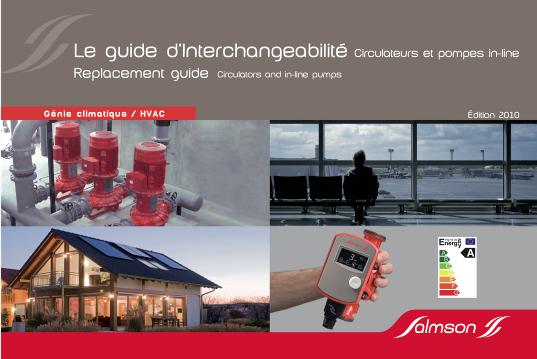 Le guide d'Interchangeabilité Circulateurs et pompes in-line
Replacement guide Circulators and in-line pumps
Génie climatique / HVAC
Édition 2010
Energy
A
A
B
C
D
E
F
G
Salmson